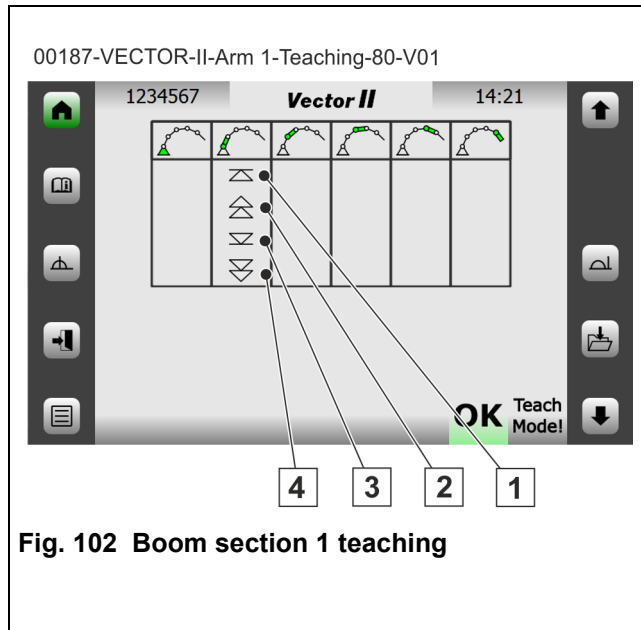 00187-VECTOR-II-Arm 1-Teaching-80-V01
1234567 Vector II 14:21
OK Teach Mode!
4 3 2 1
Fig. 102 Boom section 1 teaching